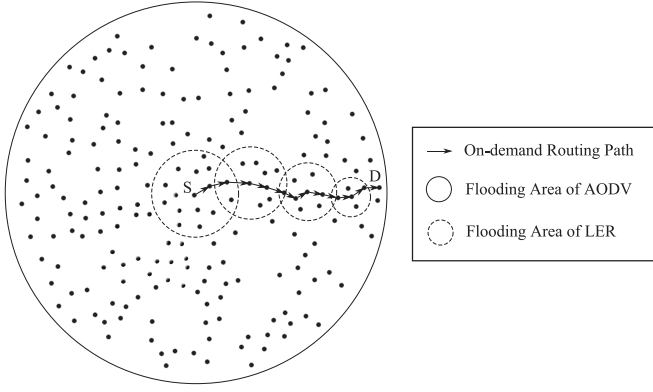 S
D
On-demand Routing Path
Flooding Area of AODV
Flooding Area of LER